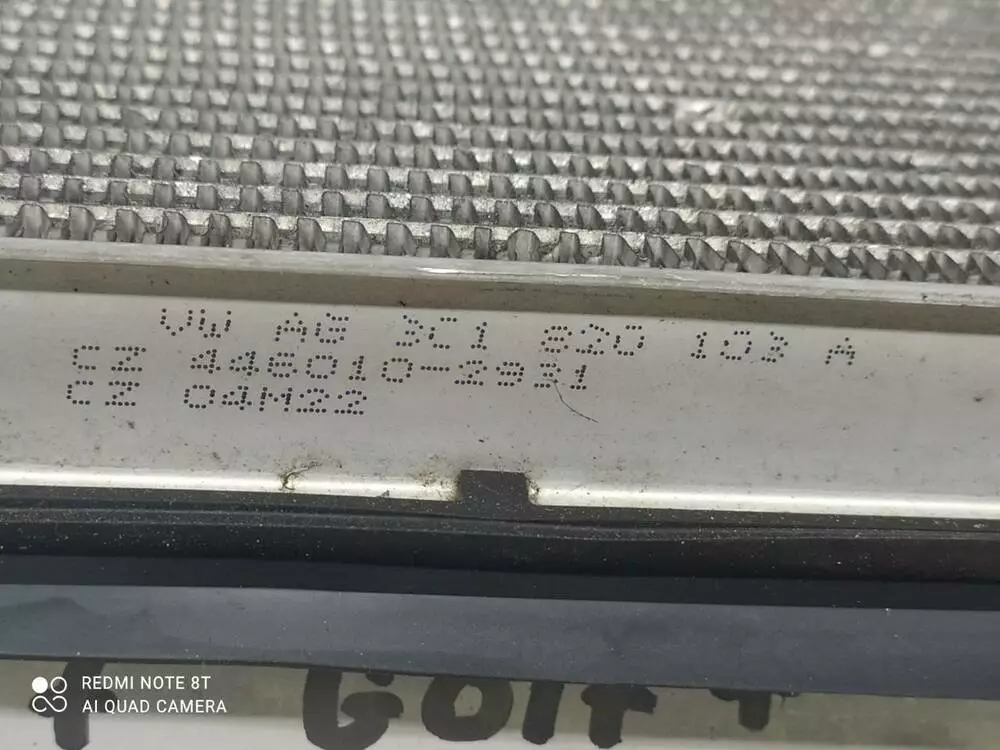 VW AG 3C1 820 103 A
CZ 446010-2931
CZ 04M22
GOlf
REDMI NOTE 8T
AI QUAD CAMERA